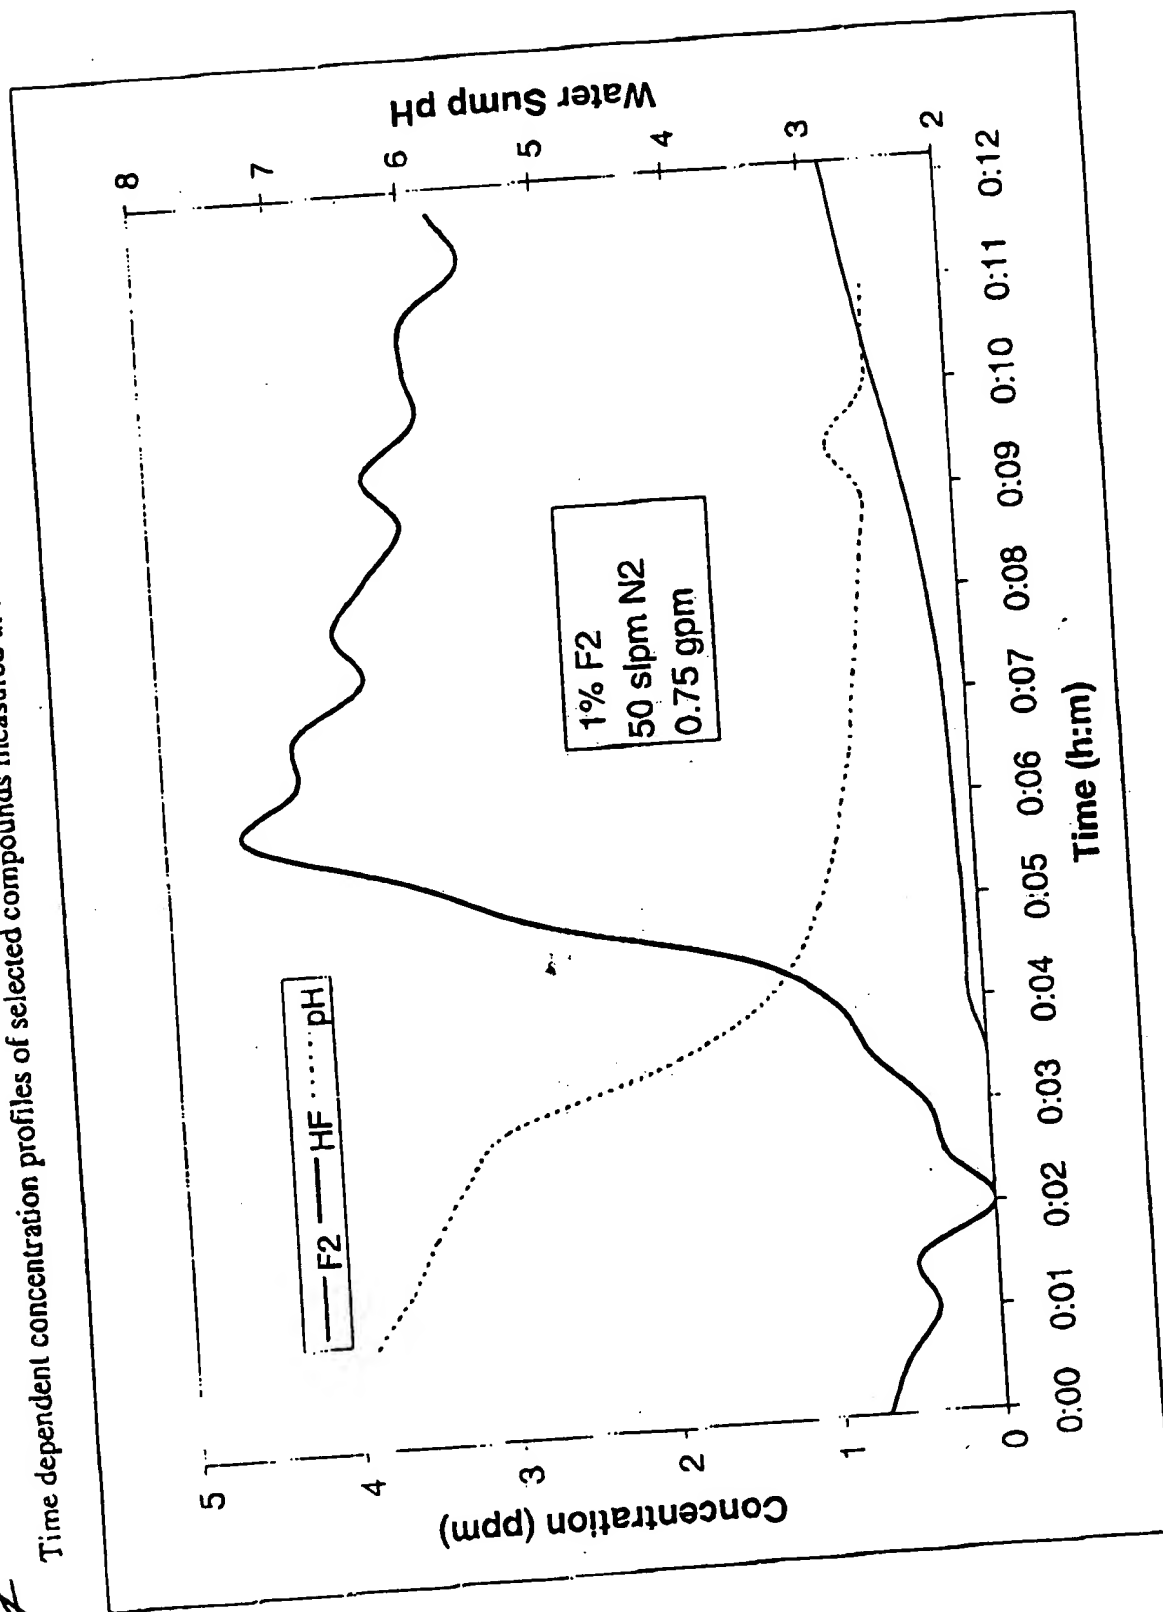 Time dependent concentration profiles of selected compounds measured
F2 HF pH
1% F2
50 slpm N2
0.75 gpm
Concentration (ppm)
5
4
3
2
1
0
Water Sump pH
8
7
6
5
4
3
2
0:00 0:01 0:02 0:03 0:04 0:05 0:06 0:07 0:08 0:09 0:10 0:11 0:12
Time (h:m)